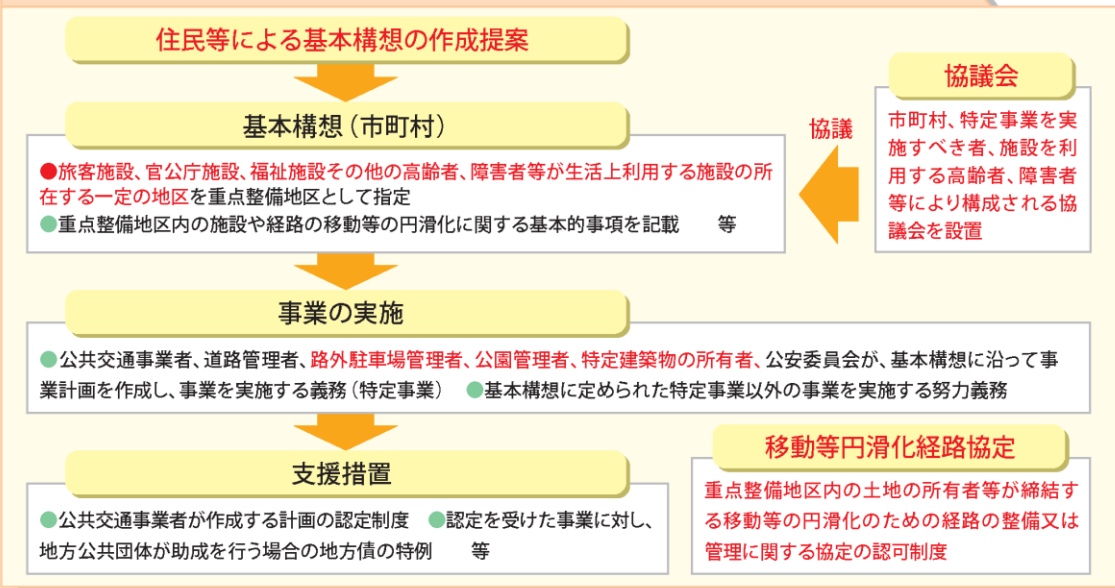 住民等による基本構想の作成提案
基本構想（市町村）
●旅客施設、官公庁施設、福祉施設その他の高齢者、障害者等が生活上利用する施設の所
在する一定の地区を重点整備地区として指定
●重点整備地区内の施設や経路の移動等の円滑化に関する基本的事項を記載　等
協議
協議会
市町村、特定事業を実
施すべき者、施設を利
用する高齢者、障害者
等により構成される協
議会を設置
事業の実施
●公共交通事業者、道路管理者、路外駐車場管理者、公園管理者、特定建築物の所有者、公安委員会が、基本構想に沿って事
業計画を作成し、事業を実施する義務（特定事業）　●基本構想に定められた特定事業以外の事業を実施する努力義務
支援措置
●公共交通事業者が作成する計画の認定制度　●認定を受けた事業に対し、
地方公共団体が助成を行う場合の地方債の特例　等
移動等円滑化経路協定
重点整備地区内の土地の所有者等が締結す
る移動等の円滑化のための経路の整備又は
管理に関する協定の認可制度